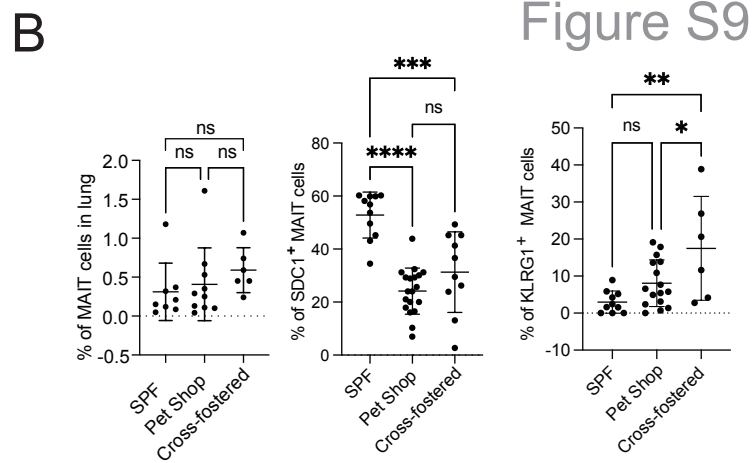 B
Figure S9
ns
ns
ns
% of MAIT cells in lung
2.0
1.5
1.0
0.5
0.0
-0.5
SPF
Pet Shop
Cross-fostered
***
ns
****
% of SDC1+ MAIT cells
80
60
40
20
0
SPF
Pet Shop
Cross-fostered
**
ns
*
% of KLRG1+ MAIT cells
50
40
30
20
10
0
-10
SPF
Pet Shop
Cross-fostered